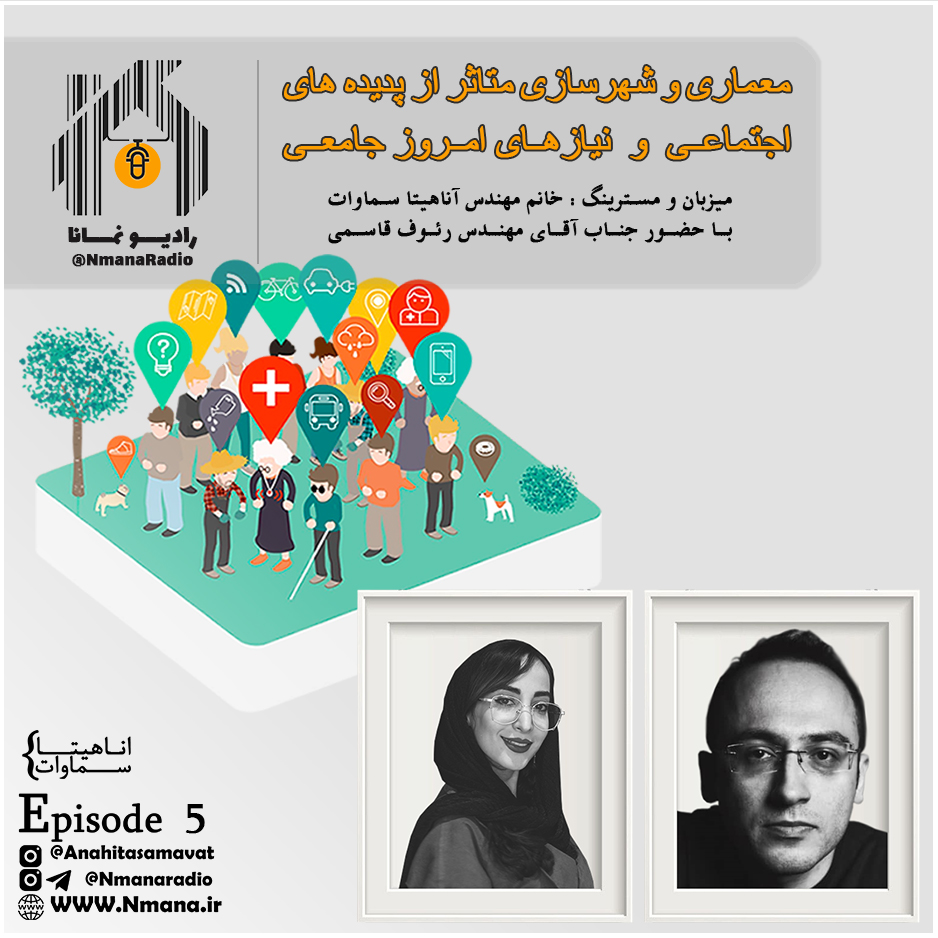 معماری و شهرسازی متاثر از پدیده های
اجتماعی و نیازهای امروز جامعی
میزبان و مسترینگ : خانم مهندس آناهیتا سماوات
با حضور جناب آقای مهندس رئوف قاسمی
رادیو نمانا
@NmanaRadio
اناهیتا
سماوات
Episode 5
@Anahitasamavat
@Nmanaradio
WWW.Nmana.ir